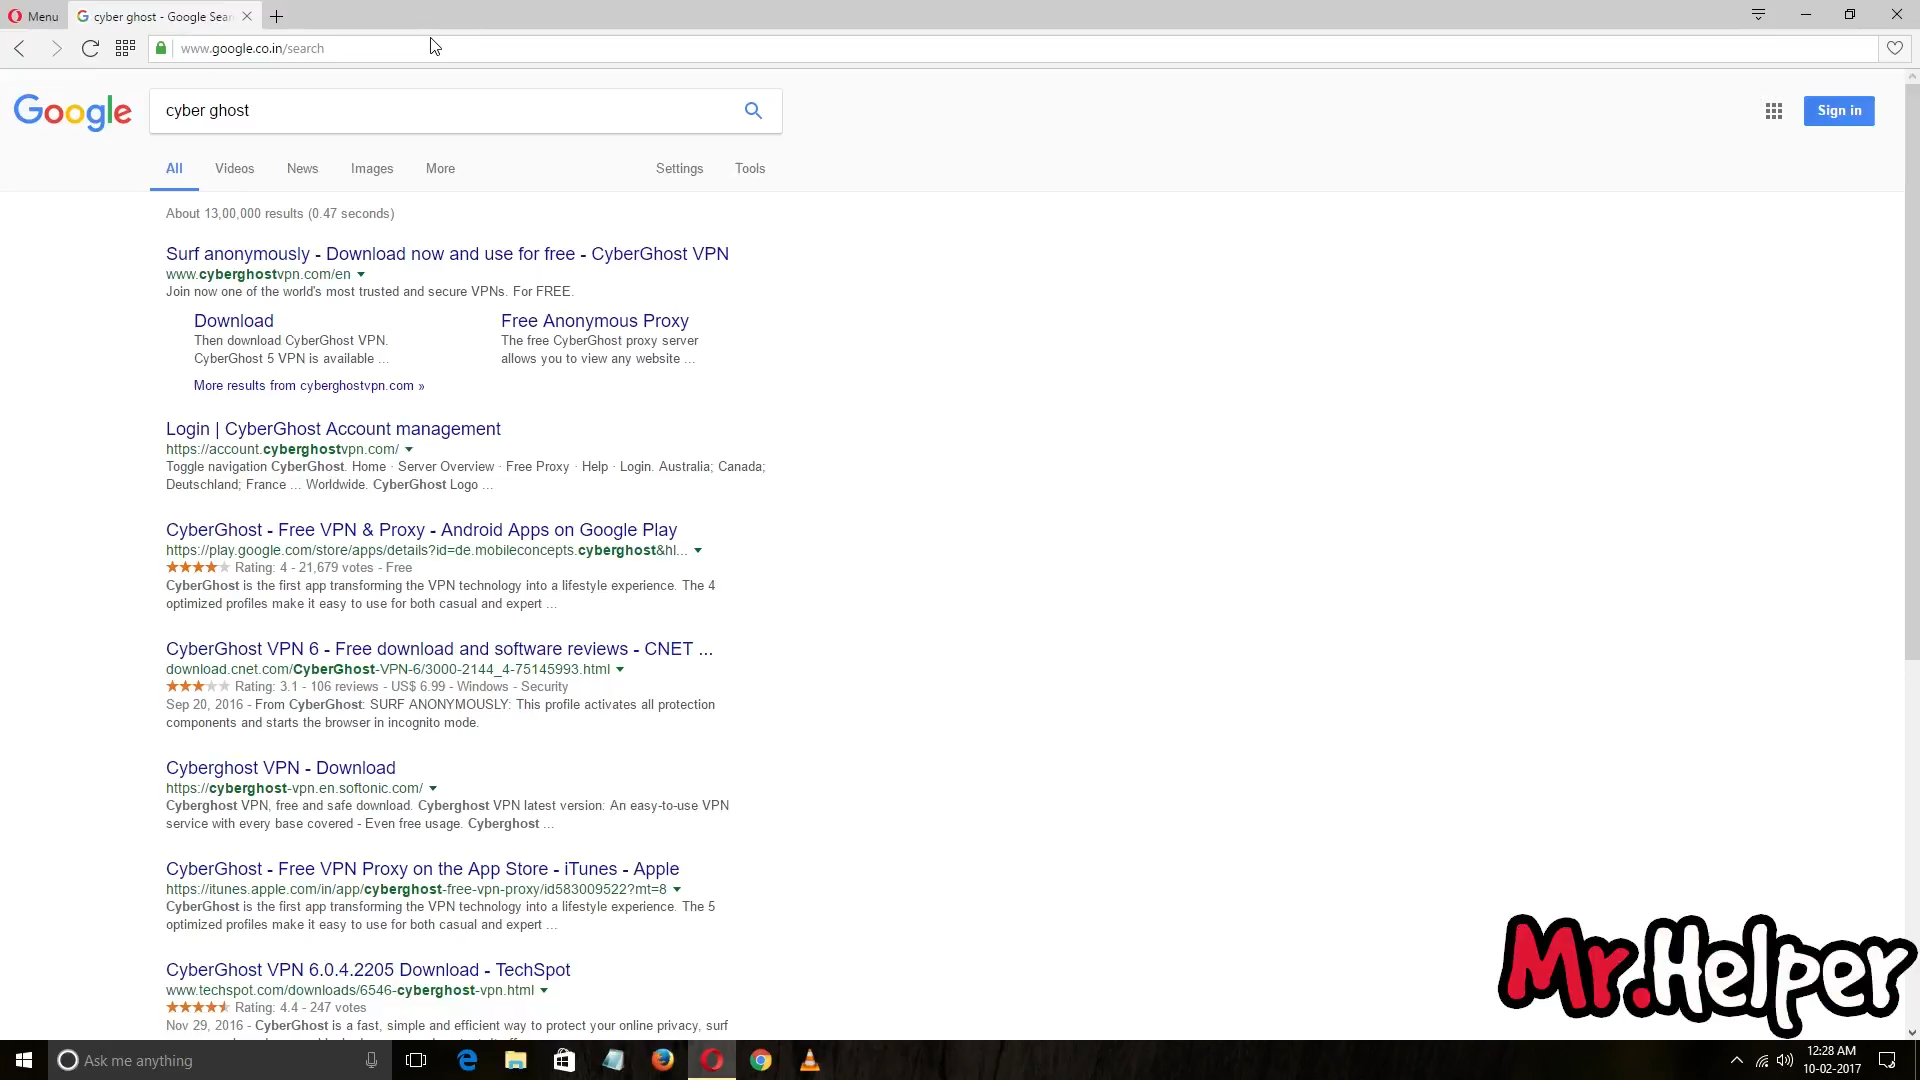 Menu
cyber ghost - Google Sear
www.google.co.in/search
Google
cyber ghost
Sign in
All Videos News Images More Settings Tools
About 13,00,000 results (0.47 seconds)
Surf anonymously - Download now and use for free - CyberGhost VPN
www.cyberghostvpn.com/en
Join now one of the world's most trusted and secure VPNs. For FREE.
Download
Then download CyberGhost VPN.
CyberGhost 5 VPN is available ...
Free Anonymous Proxy
The free CyberGhost proxy server
allows you to view any website ...
More results from cyberghostvpn.com »
Login | CyberGhost Account management
https://account.cyberghostvpn.com/
Toggle navigation CyberGhost. Home · Server Overview · Free Proxy · Help · Login. Australia; Canada;
Deutschland; France ... Worldwide. CyberGhost Logo ...
CyberGhost - Free VPN & Proxy - Android Apps on Google Play
https://play.google.com/store/apps/details?id=de.mobileconcepts.cyberghost&hl...
Rating: 4 - 21,679 votes - Free
CyberGhost is the first app transforming the VPN technology into a lifestyle experience. The 4
optimized profiles make it easy to use for both casual and expert ...
CyberGhost VPN 6 - Free download and software reviews - CNET ...
download.cnet.com/CyberGhost-VPN-6/3000-2144_4-75145993.html
Rating: 3.1 - 106 reviews - US$ 6.99 - Windows - Security
Sep 20, 2016 - From CyberGhost: SURF ANONYMOUSLY: This profile activates all protection
components and starts the browser in incognito mode.
Cyberghost VPN - Download
https://cyberghost-vpn.en.softonic.com/
Cyberghost VPN, free and safe download. Cyberghost VPN latest version: An easy-to-use VPN
service with every base covered - Even free usage. Cyberghost ...
CyberGhost - Free VPN Proxy on the App Store - iTunes - Apple
https://itunes.apple.com/in/app/cyberghost-free-vpn-proxy/id583009522?mt=8
CyberGhost is the first app transforming the VPN technology into a lifestyle experience. The 5
optimized profiles make it easy to use for both casual and expert ...
CyberGhost VPN 6.0.4.2205 Download - TechSpot
www.techspot.com/downloads/6546-cyberghost-vpn.html
Rating: 4.4 - 247 votes
Nov 29, 2016 - CyberGhost is a fast, simple and efficient way to protect your online privacy, surf
Mr.Helper
Ask me anything
12:28 AM
10-02-2017